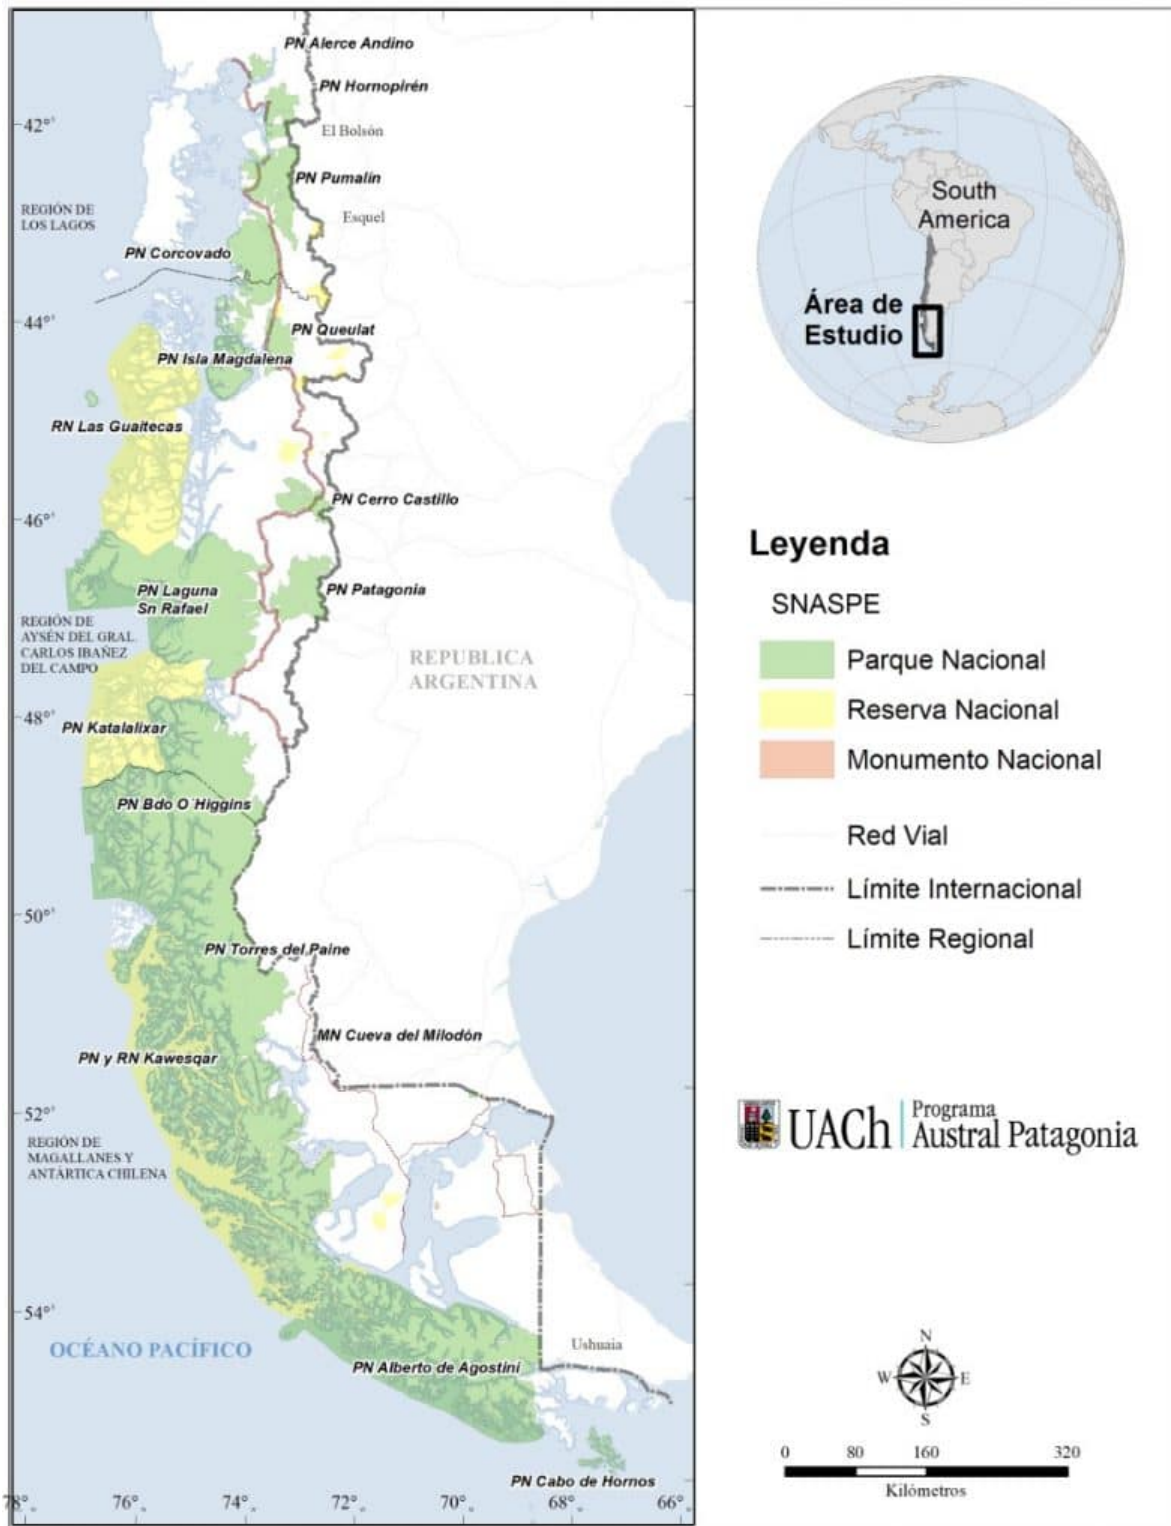 PN Alerce Andino
PN Hornopirén
42°
El Bolsón
PN Pumalín
REGIÓN DE
LOS LAGOS
Esquel
PN Corcovado
44°
PN Queulat
PN Isla Magdalena
RN Las Guaitecas
46°
PN Cerro Castillo
PN Laguna
Sn Rafael
PN Patagonia
REGIÓN DE
AYSÉN DEL GRAL
CARLOS IBAÑEZ
DEL CAMPO
REPUBLICA
ARGENTINA
48°
PN Katalalixar
PN Bdo O´Higgins
50°
PN Torres del Paine
MN Cueva del Milodón
PN y RN Kawesqar
52°
REGIÓN DE
MAGALLANES Y
ANTÁRTICA CHILENA
54°
OCÉANO PACÍFICO
Ushuaia
PN Alberto de Agostini
PN Cabo de Hornos
78° 76° 74° 72° 70° 68° 66°
South
America
Área de
Estudio
Leyenda
SNASPE
Parque Nacional
Reserva Nacional
Monumento Nacional
Red Vial
Límite Internacional
Límite Regional
UACh
Programa
Austral Patagonia
N
W E
S
0 80 160 320
Kilómetros